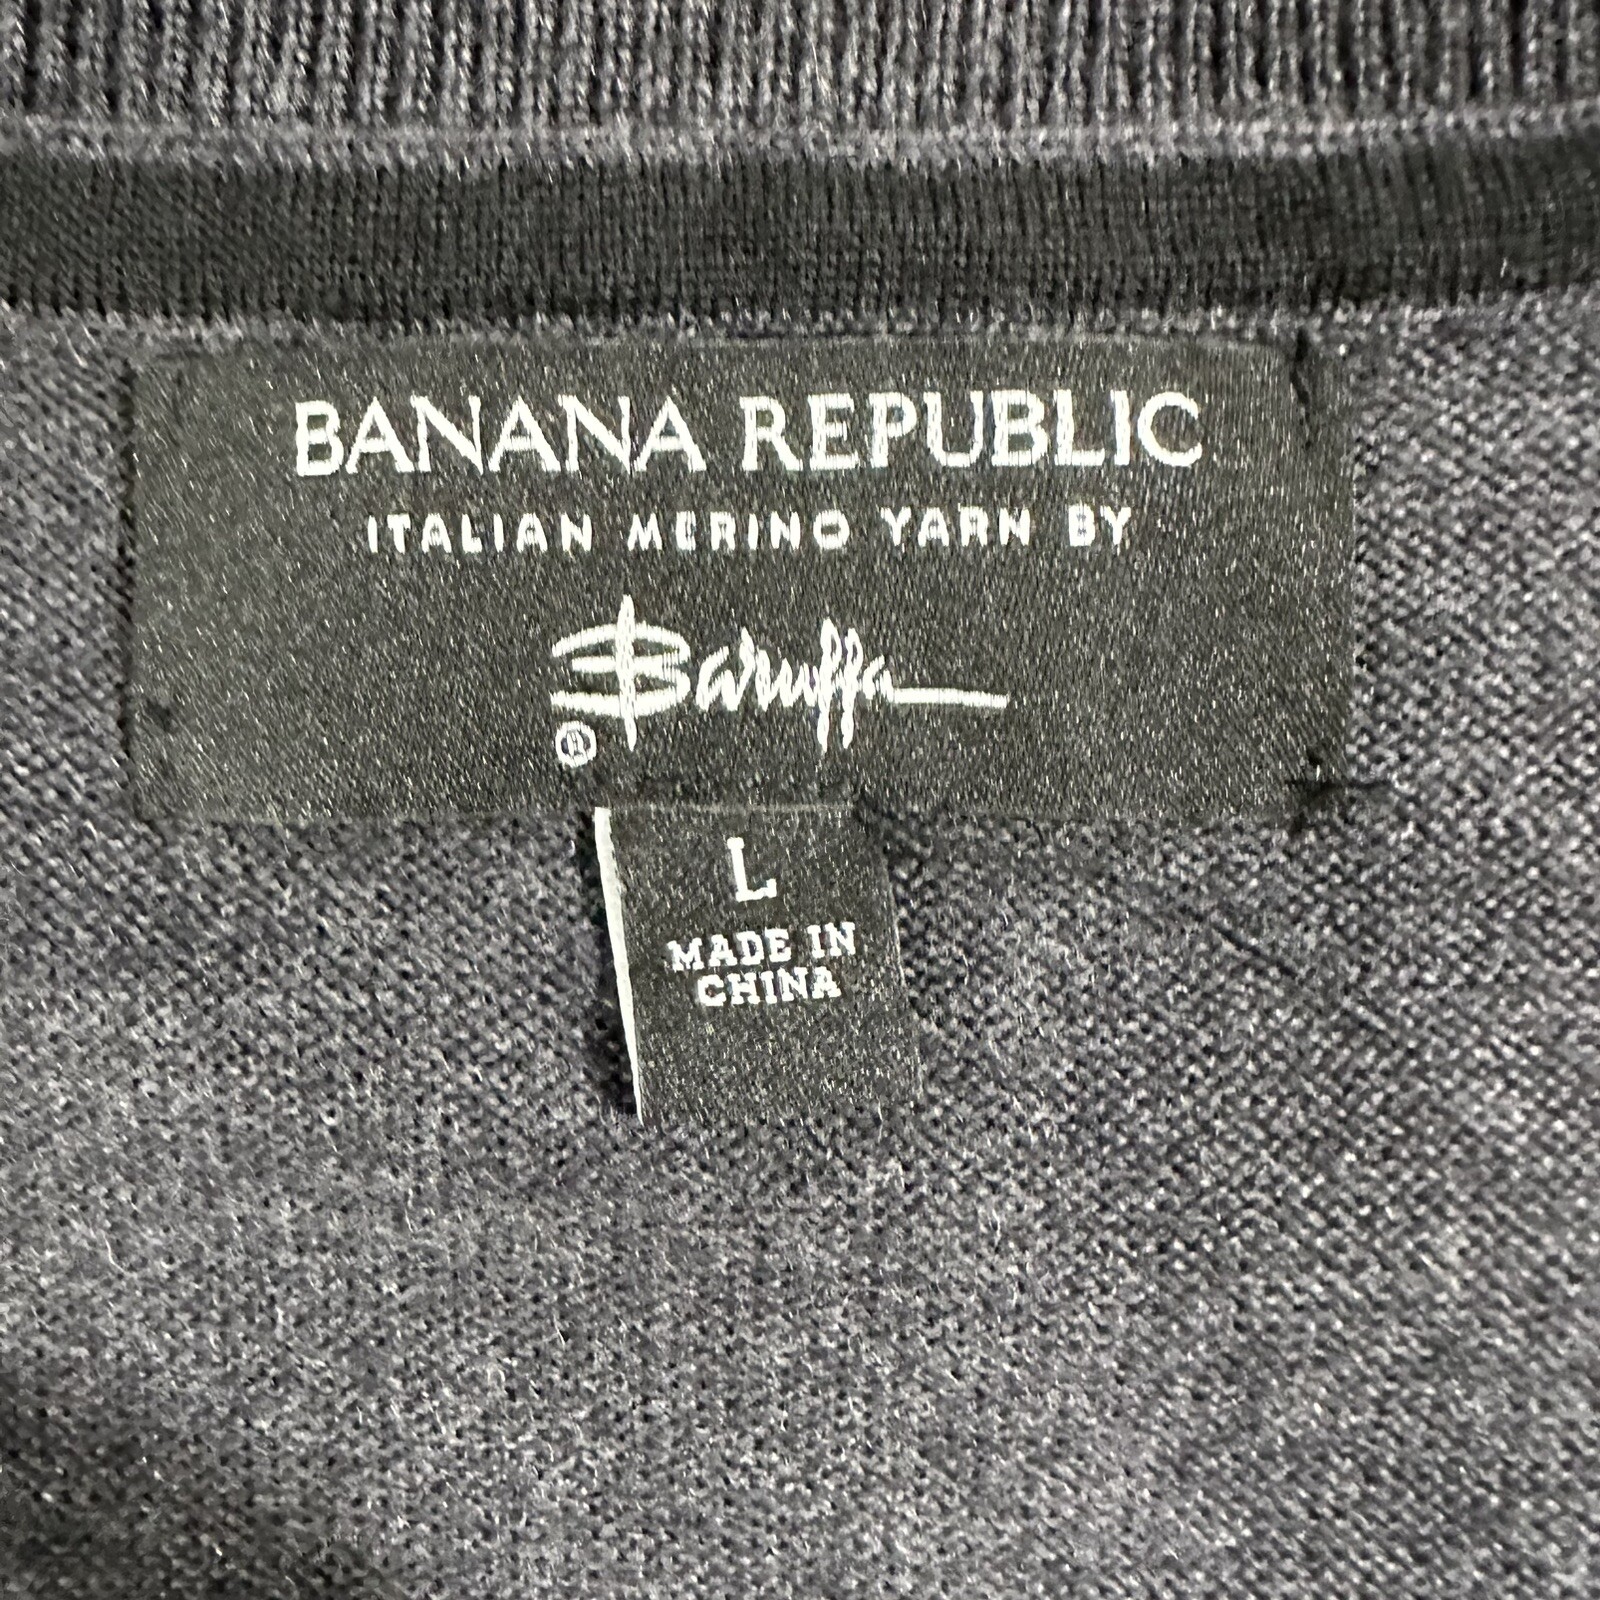 BANANA REPUBLIC
ITALIAN MERINO YARN BY
Baruffa
®
L
MADE IN
CHINA